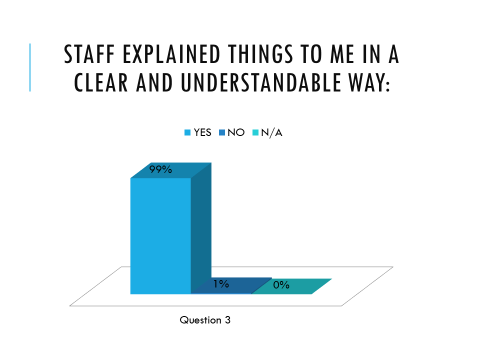 STAFF EXPLAINED THINGS TO ME IN A
CLEAR AND UNDERSTANDABLE WAY:
YES NO N/A
99%
1% 0%
Question 3